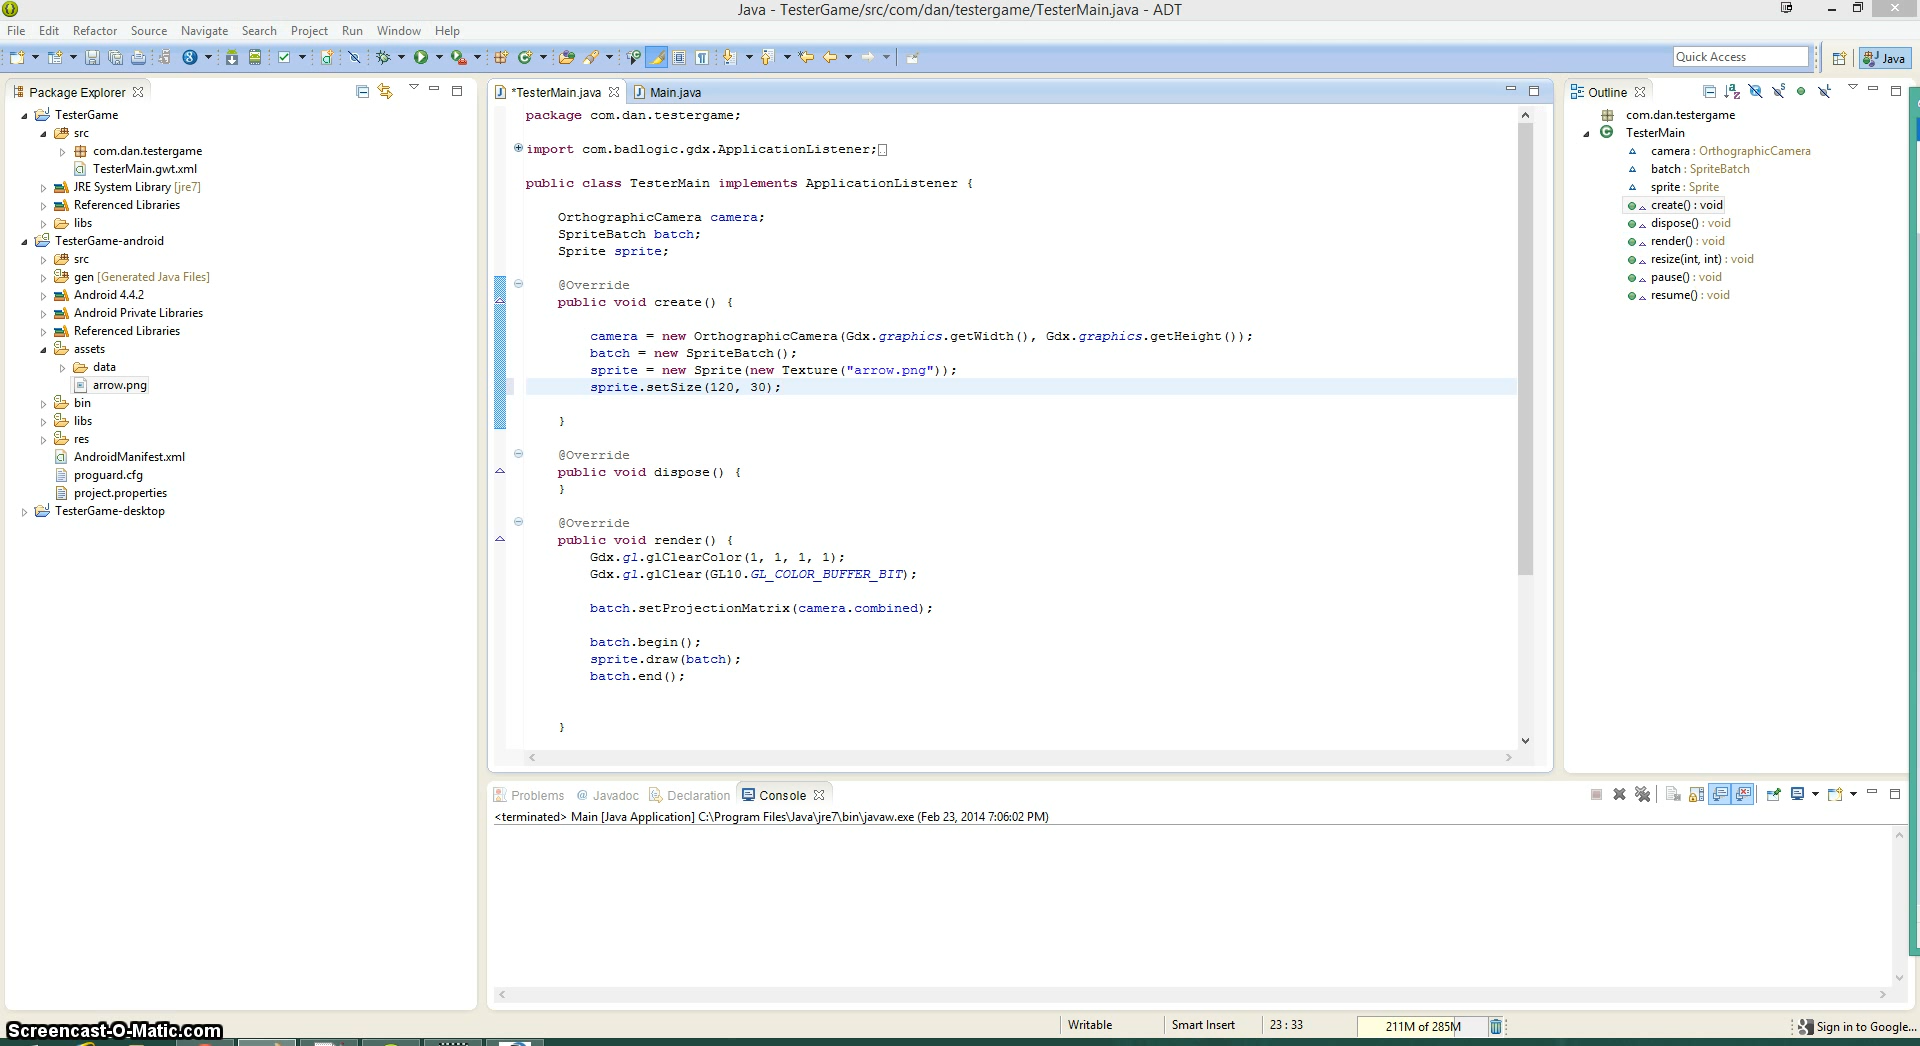 Java - TesterGame/src/com/dan/testergame/TesterMain.java - ADT
File Edit Refactor Source Navigate Search Project Run Window Help
Quick Access
Java
Package Explorer
TesterGame
src
com.dan.testergame
TesterMain.gwt.xml
JRE System Library [jre7]
Referenced Libraries
libs
TesterGame-android
src
gen [Generated Java Files]
Android 4.4.2
Android Private Libraries
Referenced Libraries
assets
data
arrow.png
bin
libs
res
AndroidManifest.xml
proguard.cfg
project.properties
TesterGame-desktop
*TesterMain.java Main.java
package com.dan.testergame;
import com.badlogic.gdx.ApplicationListener;
public class TesterMain implements ApplicationListener {
OrthographicCamera camera;
SpriteBatch batch;
Sprite sprite;
@Override
public void create() {
camera = new OrthographicCamera(Gdx.graphics.getWidth(), Gdx.graphics.getHeight());
batch = new SpriteBatch();
sprite = new Sprite(new Texture("arrow.png"));
sprite.setSize(120, 30);
}
@Override
public void dispose() {
}
@Override
public void render() {
Gdx.gl.glClearColor(1, 1, 1, 1);
Gdx.gl.glClear(GL10.GL_COLOR_BUFFER_BIT);
batch.setProjectionMatrix(camera.combined);
batch.begin();
sprite.draw(batch);
batch.end();
}
Outline
com.dan.testergame
TesterMain
camera : OrthographicCamera
batch : SpriteBatch
sprite : Sprite
create() : void
dispose() : void
render() : void
resize(int, int) : void
pause() : void
resume() : void
Problems @ Javadoc Declaration Console
<terminated> Main [Java Application] C:\Program Files\Java\jre7\bin\javaw.exe (Feb 23, 2014 7:06:02 PM)
Writable Smart Insert 23 : 33 211M of 285M Sign in to Google...
Screencast-O-Matic.com